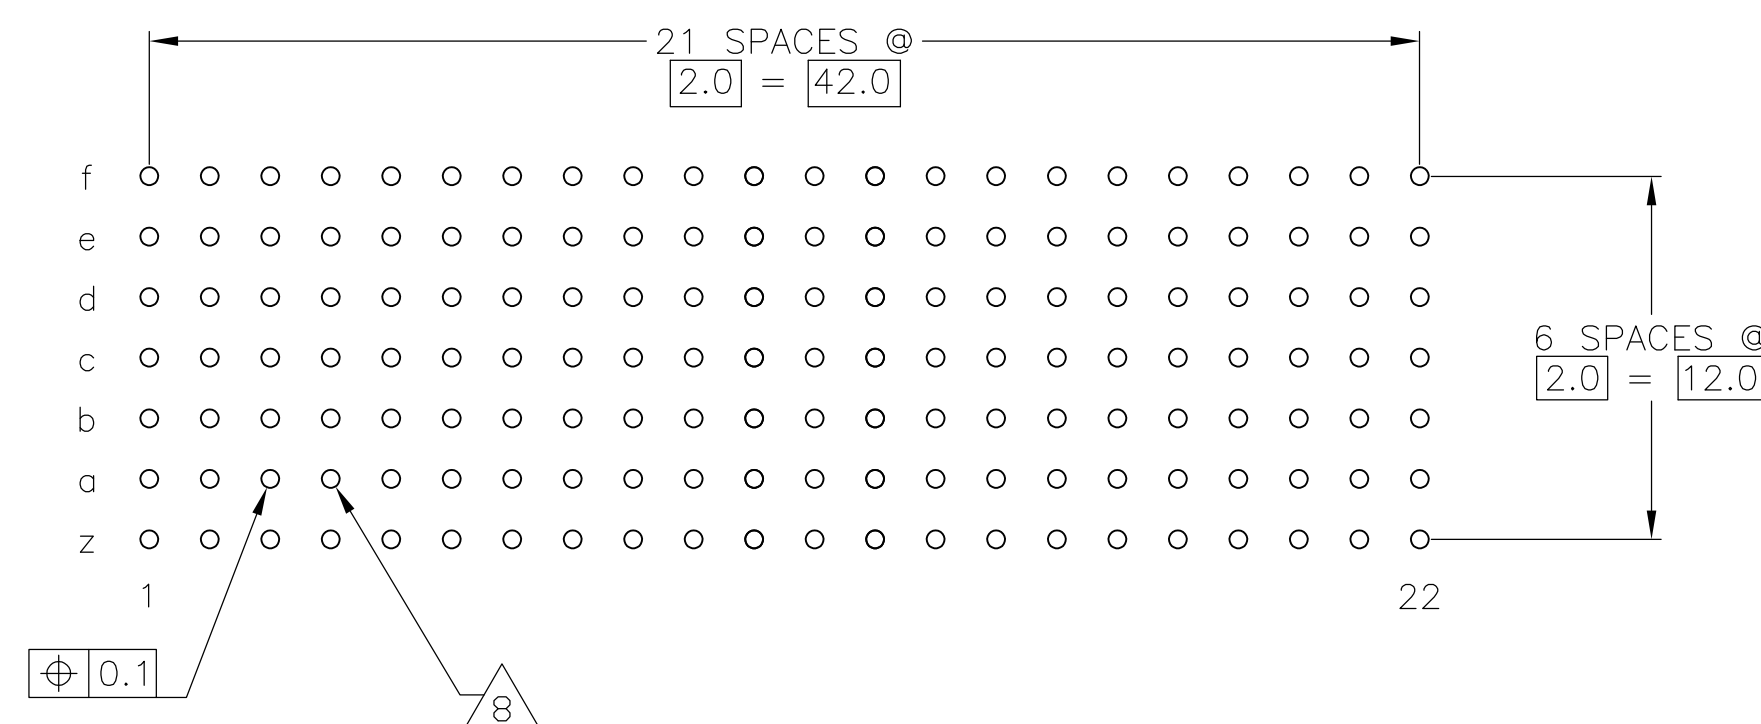 21 SPACES @
2.0 = 42.0
f
e
d
c
6 SPACES @
2.0 = 12.0
b
a
z
1
22
⌖ 0.1
8